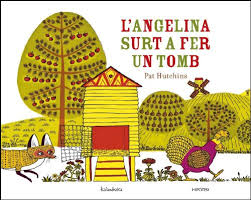 L'ANGELINA
SURT A FER
UN TOMB
Pat Hutchins
kalandraka